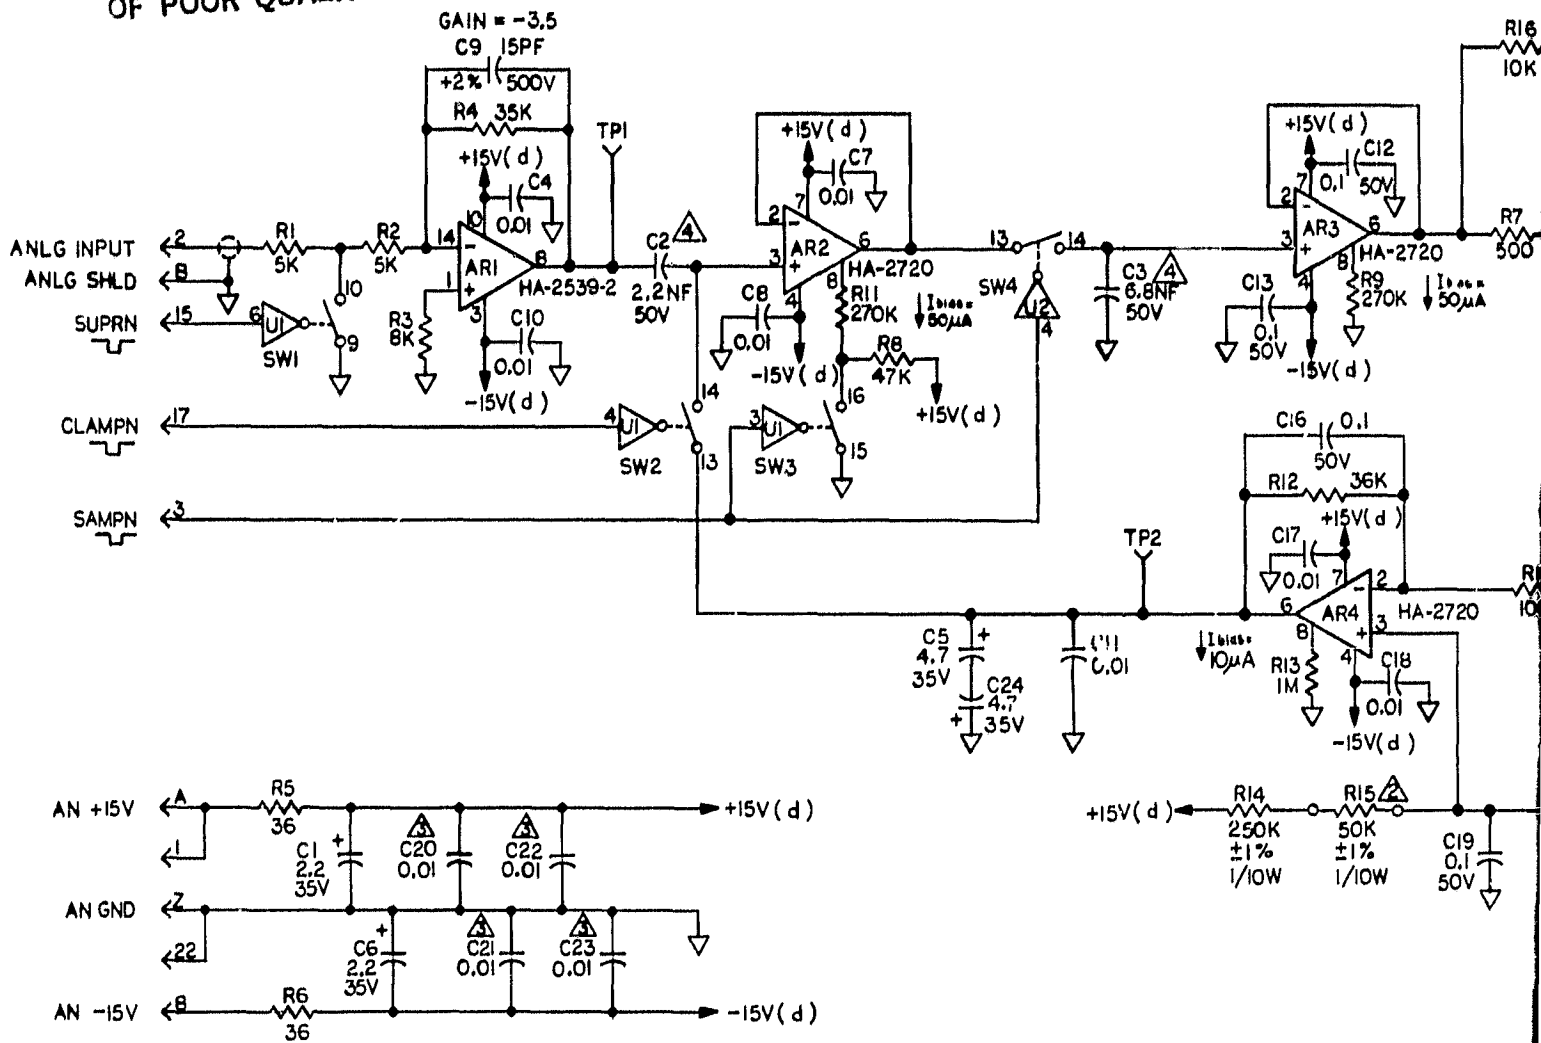 OF POOR
GAIN = -3.5
C9 15PF
+2% 500V
R4 35K
+15V(d)
C4
0.01
10
14
-
1
+
AR1
8
HA-2539-2
3
C10
0.01
-15V(d)
TP1
ANLG INPUT 2
R1
5K
R2
5K
ANLG SHLD B
SUPRN 15
6
U1
SW1
10
9
R3
8K
C2
4
2.2NF
50V
+15V(d)
C7
0.01
7
2
-
3
+
AR2
6
HA-2720
4
8
C8
0.01
-15V(d)
R11
270K
Ibias=
50μA
R8
47K
+15V(d)
CLAMPN 17
4
U1
SW2
14
13
3
U1
SW3
16
15
SAMPN 3
13
14
SW4
U2
4
C3
4
6.8NF
50V
+15V(d)
C12
0.1
50V
7
2
-
3
+
AR3
6
HA-2720
4
8
C13
0.1
50V
-15V(d)
R9
270K
Ibias=
50μA
R16
10K
R7
500
C16 0.1
50V
R12 36K
+15V(d)
C17
0.01
7
2
-
3
+
AR4
6
HA-2720
8
4
R13
1M
C18
0.01
-15V(d)
Ibias=
10μA
TP2
C5 +
4.7
35V
C24
4.7
+ 35V
0.01
AN +15V A
1
R5
36
+15V(d)
C1 +
2.2
35V
3
C20
0.01
3
C22
0.01
AN GND Z
22
C6 +
2.2
35V
3
C21
0.01
3
C23
0.01
AN -15V B
R6
36
-15V(d)
+15V(d)
R14
250K
±1%
1/10W
R15
2
50K
±1%
1/10W
C19
0.1
50V